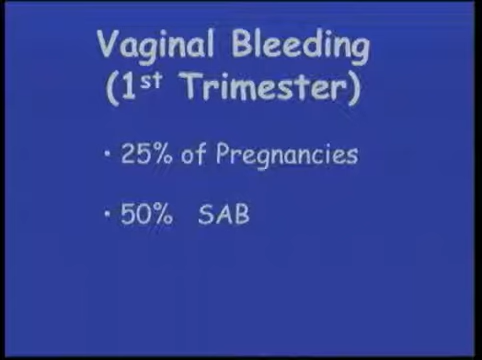 Vaginal Bleeding
(1st Trimester)
• 25% of Pregnancies
• 50% SAB